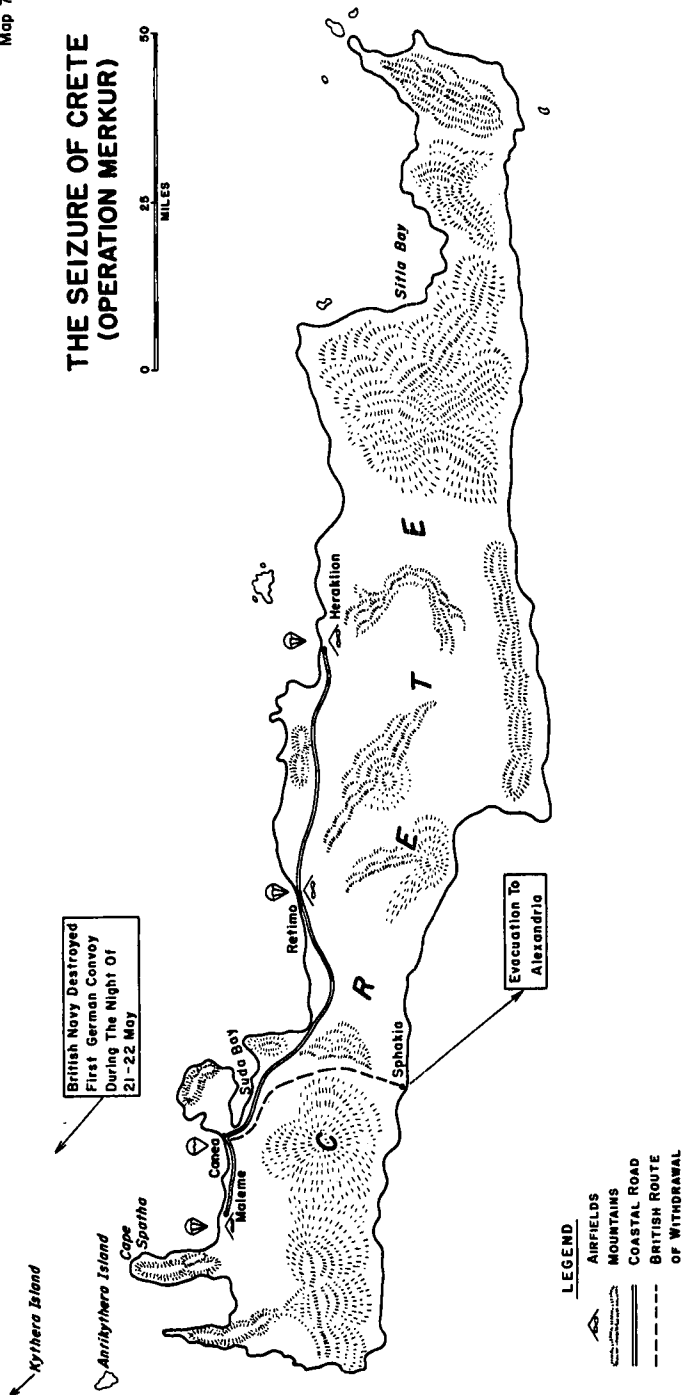 Map 7
THE SEIZURE OF CRETE
(OPERATION MERKUR)
0 25 50
MILES
Kythera Island
Antikythera Island
British Navy Destroyed
First German Convoy
During The Night Of
21-22 May
Cape
Spatha
Maleme
Canea
Suda Bay
Retimo
Heraklion
Sitia Bay
C R E T E
Sphakia
Evacuation To
Alexandria
LEGEND
AIRFIELDS
MOUNTAINS
COASTAL ROAD
BRITISH ROUTE
OF WITHDRAWAL